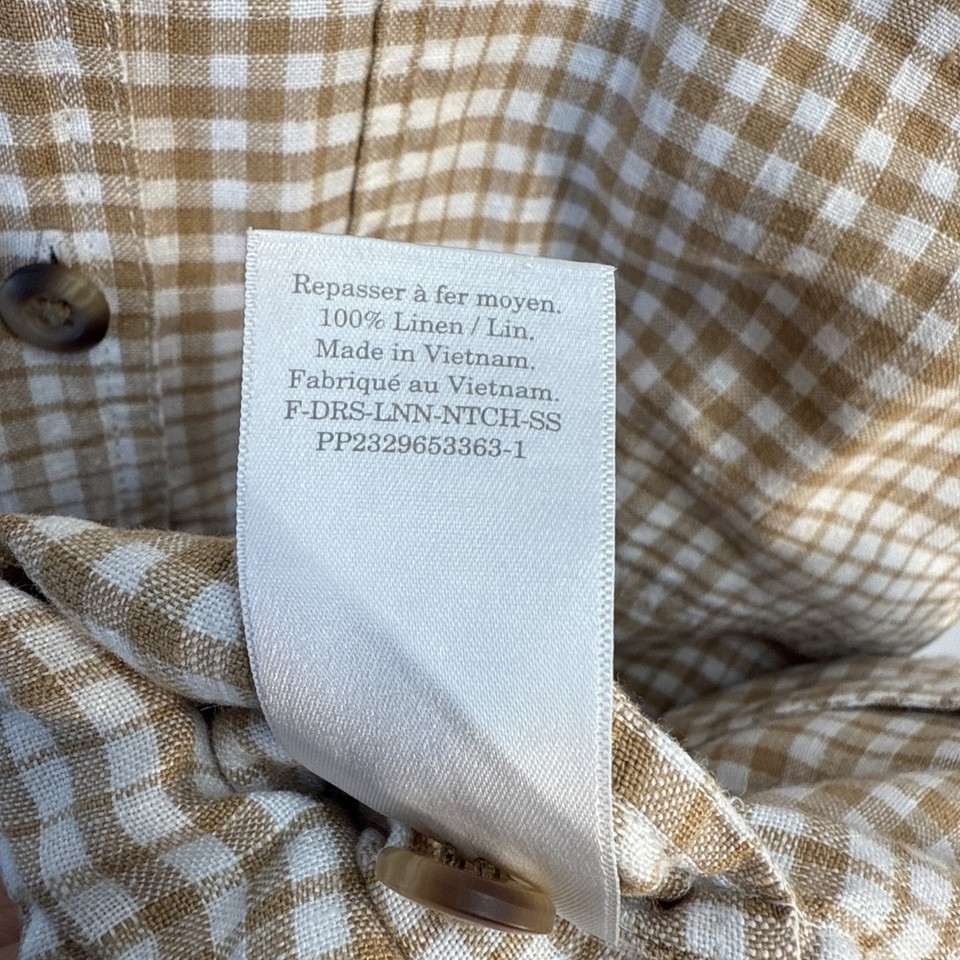 Repasser à fer moyen.
100% Linen / Lin.
Made in Vietnam.
Fabriqué au Vietnam.
F-DRS-LNN-NTCH-SS
PP2329653363-1